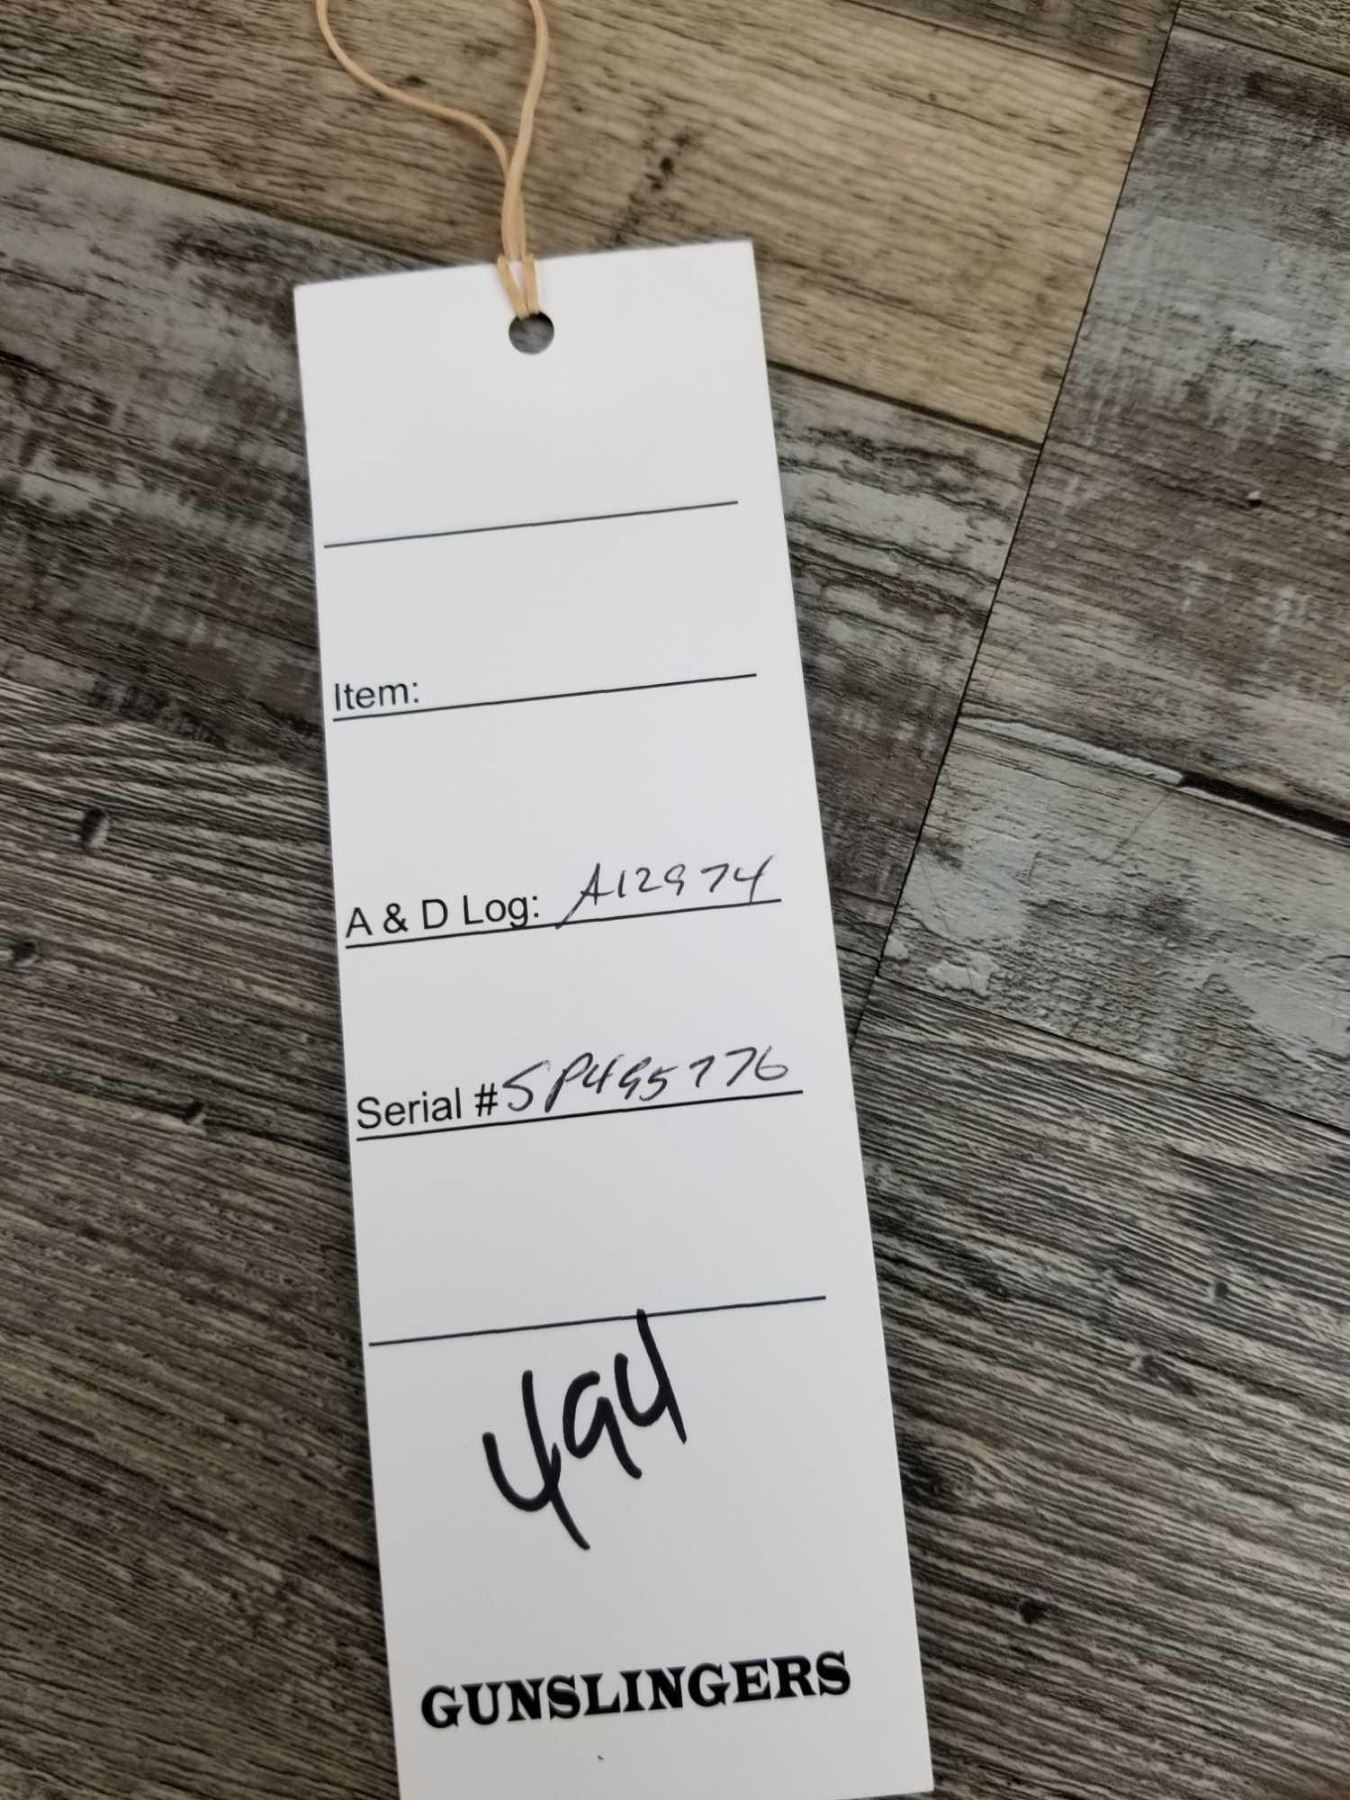 Item:
A & D Log: A12974
Serial # SP495776
494
GUNSLINGERS